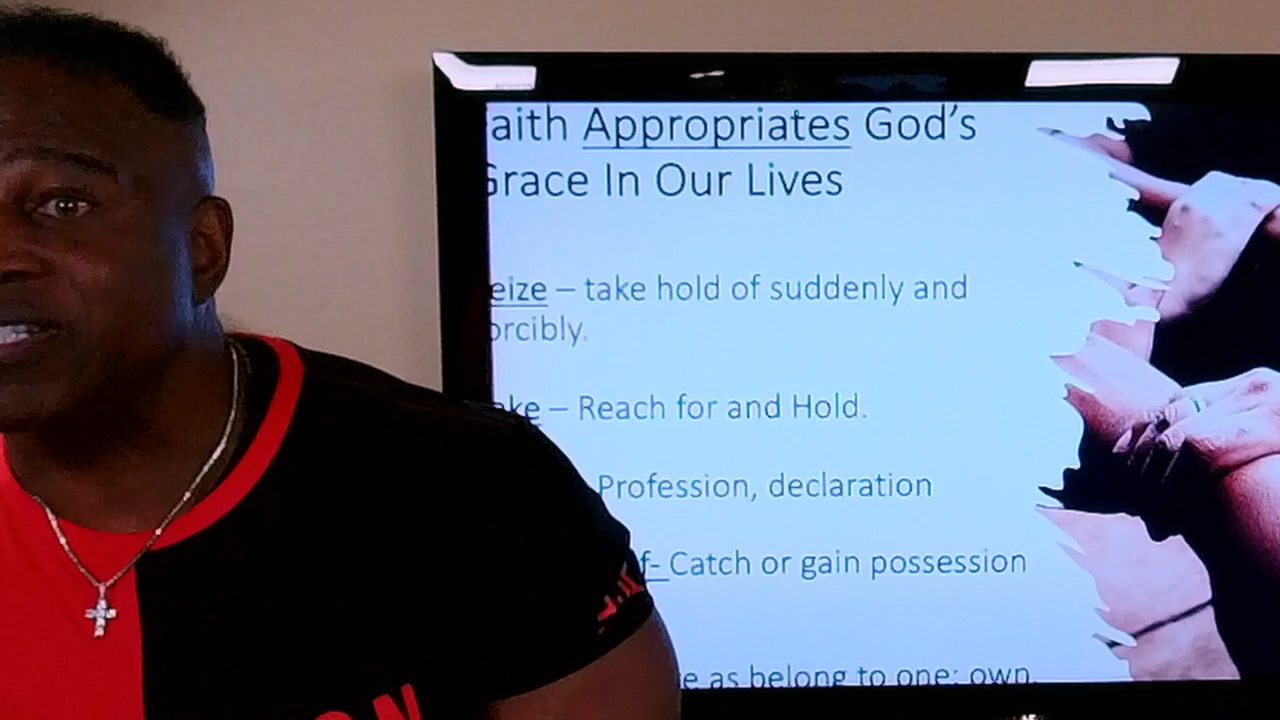 aith Appropriates God's
Grace In Our Lives
eize – take hold of suddenly and
orcibly.
ake – Reach for and Hold.
Profession, declaration
f- Catch or gain possession
e as belong to one: own.